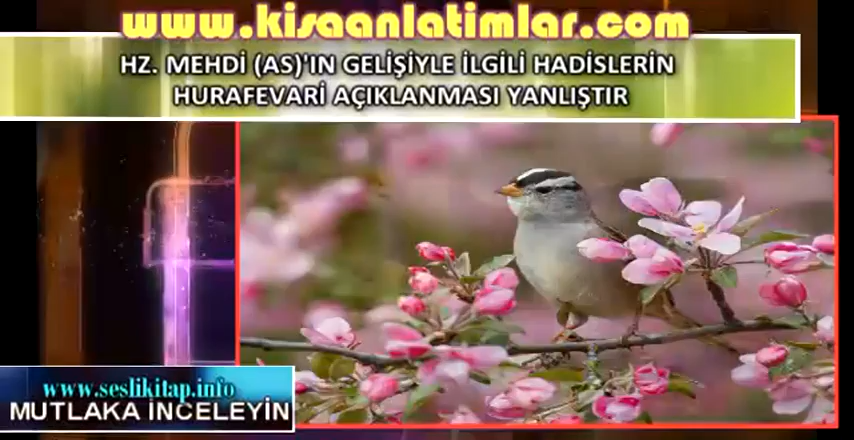 www.kisaanlatimlar.com
HZ. MEHDİ (AS)'IN GELİŞİYLE İLGİLİ HADİSLERİN
HURAFEVARİ AÇIKLANMASI YANLIŞTIR
www.seslikitap.info
MUTLAKA İNCELEYİN